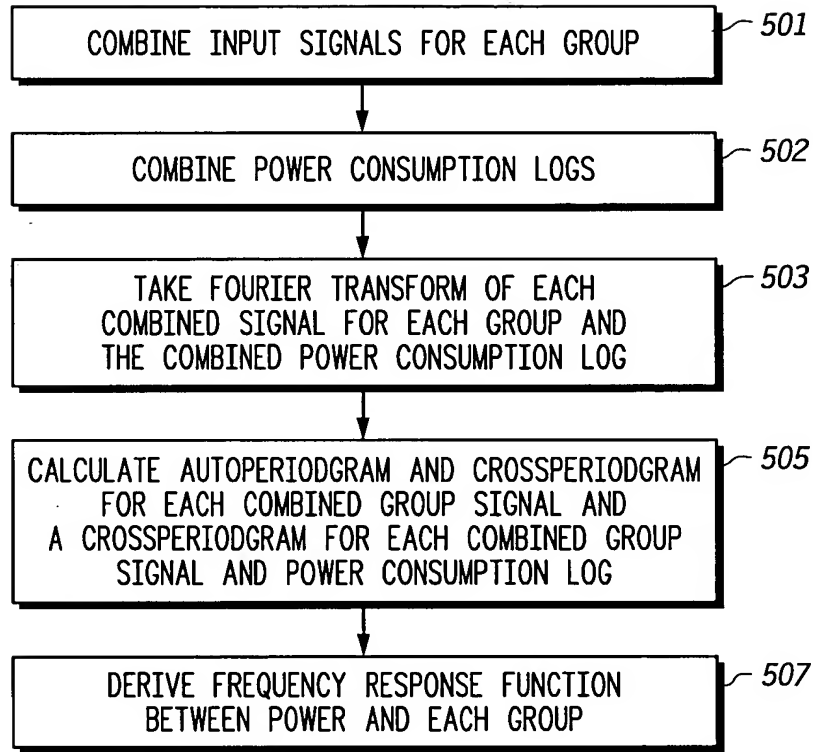 COMBINE INPUT SIGNALS FOR EACH GROUP
501
COMBINE POWER CONSUMPTION LOGS
502
TAKE FOURIER TRANSFORM OF EACH
COMBINED SIGNAL FOR EACH GROUP AND
THE COMBINED POWER CONSUMPTION LOG
503
CALCULATE AUTOPERIODGRAM AND CROSSPERIODGRAM
FOR EACH COMBINED GROUP SIGNAL AND
A CROSSPERIODGRAM FOR EACH COMBINED GROUP
SIGNAL AND POWER CONSUMPTION LOG
505
DERIVE FREQUENCY RESPONSE FUNCTION
BETWEEN POWER AND EACH GROUP
507